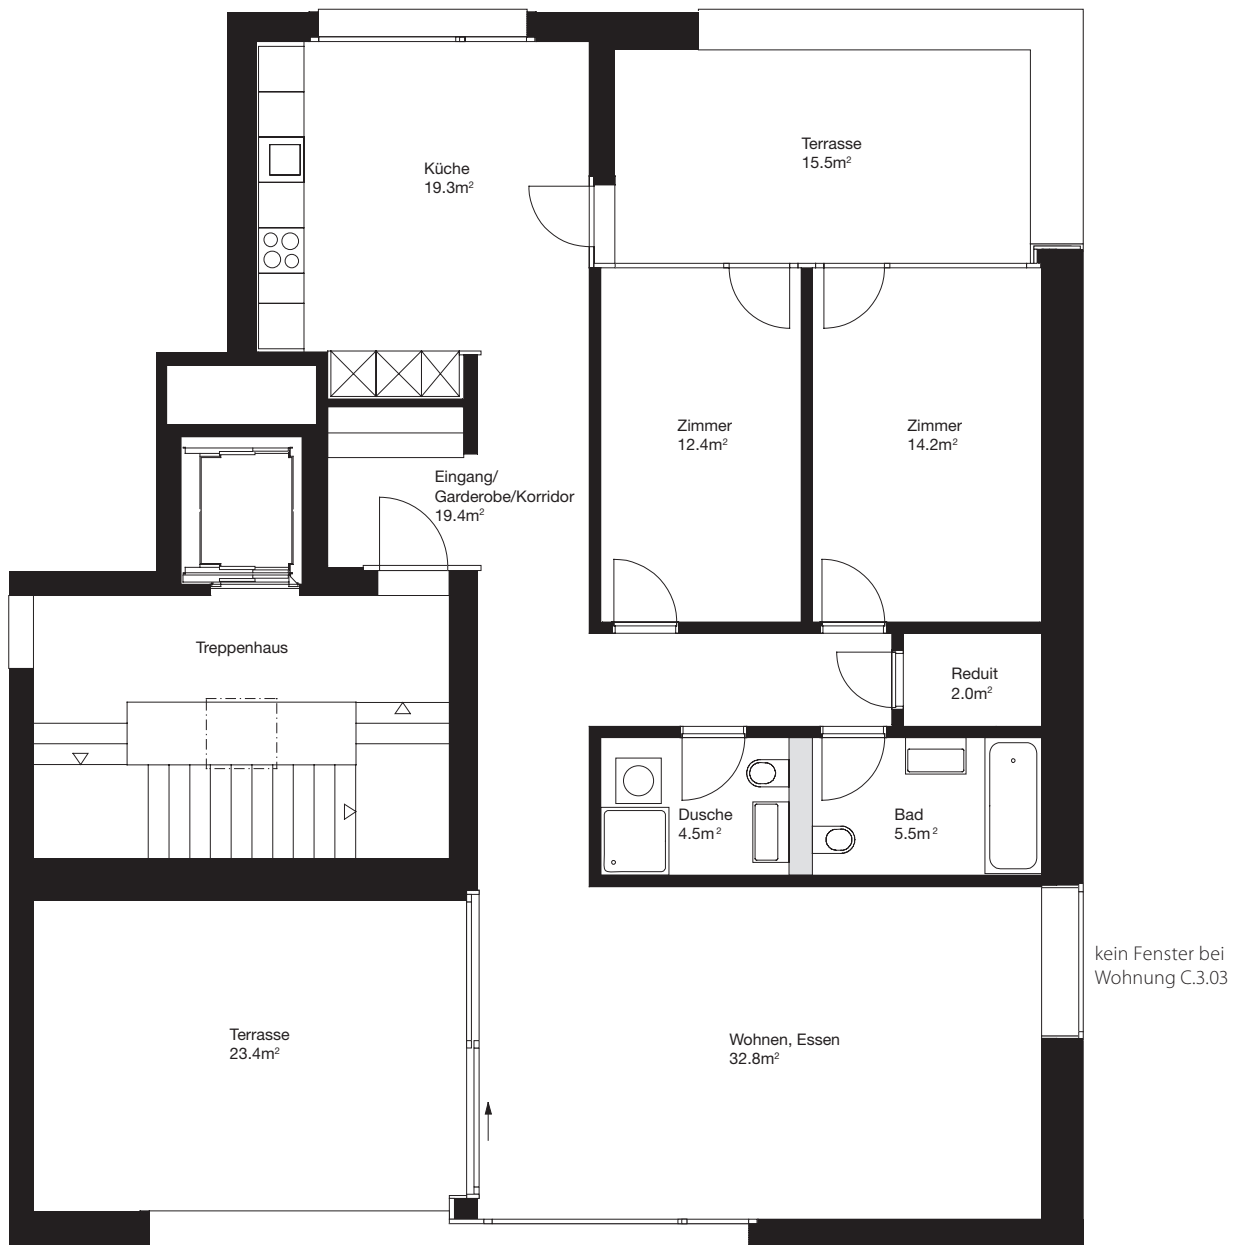 Terrasse
15.5m²
Küche
19.3m²
Zimmer
12.4m²
Zimmer
14.2m²
Eingang/
Garderobe/Korridor
19.4m²
Treppenhaus
Reduit
2.0m²
Dusche
4.5m²
Bad
5.5m²
kein Fenster bei
Wohnung C.3.03
Terrasse
23.4m²
Wohnen, Essen
32.8m²